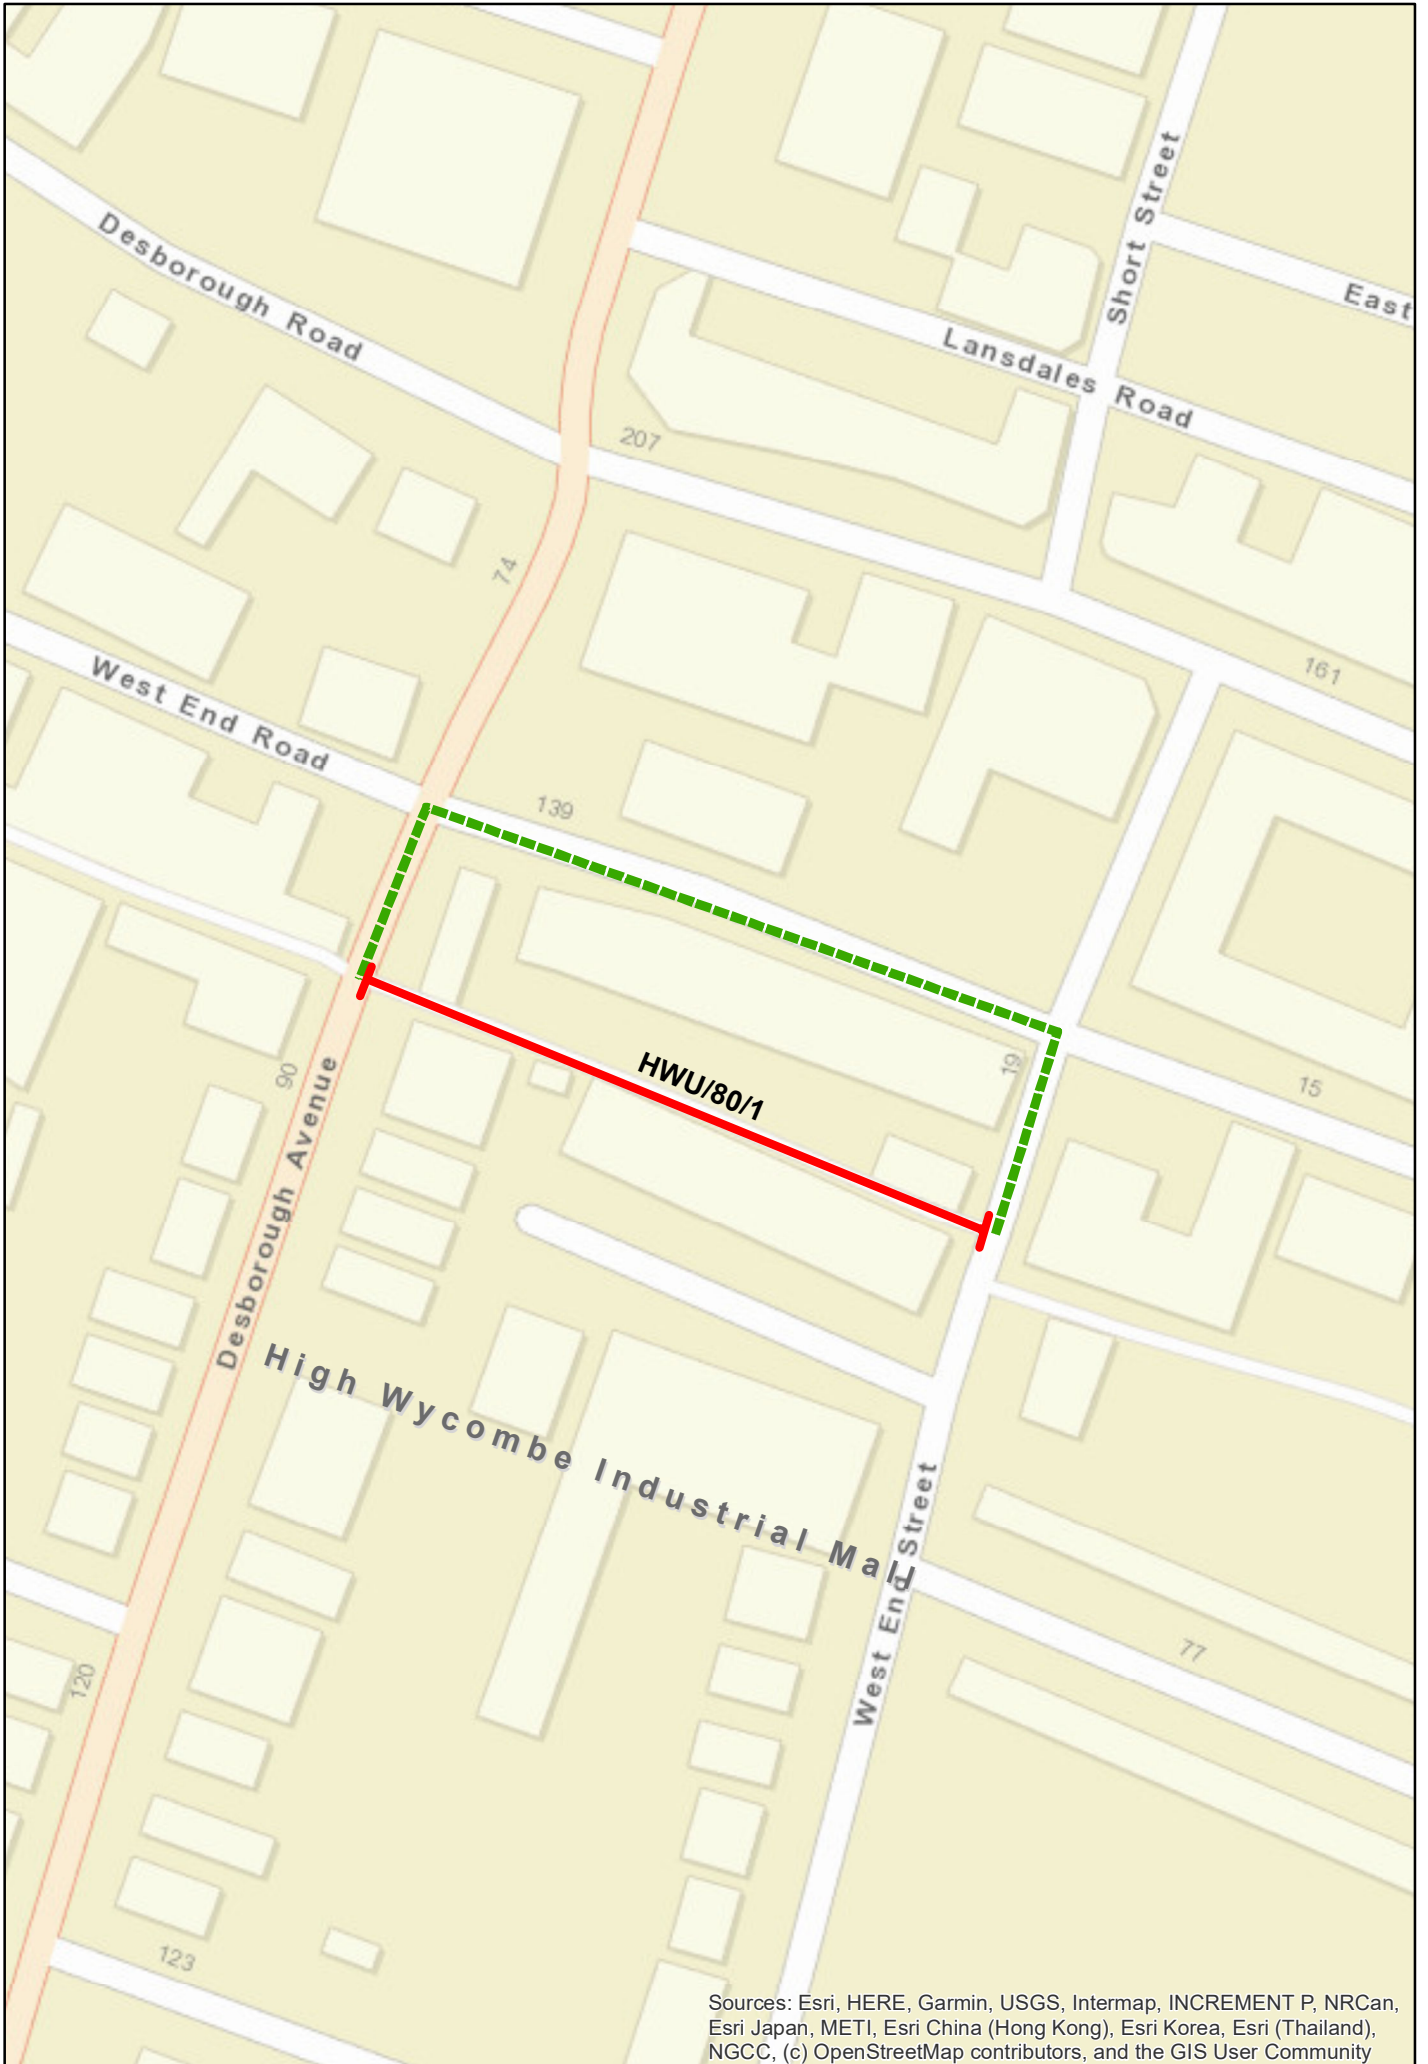 Short Street
Desborough Road
East
Lansdales Road
207
74
161
West End Road
139
19
15
HWU/80/1
90
Desborough Avenue
High Wycombe Industrial Mall
West End Street
77
120
123
Sources: Esri, HERE, Garmin, USGS, Intermap, INCREMENT P, NRCan,
Esri Japan, METI, Esri China (Hong Kong), Esri Korea, Esri (Thailand),
NGCC, (c) OpenStreetMap contributors, and the GIS User Community